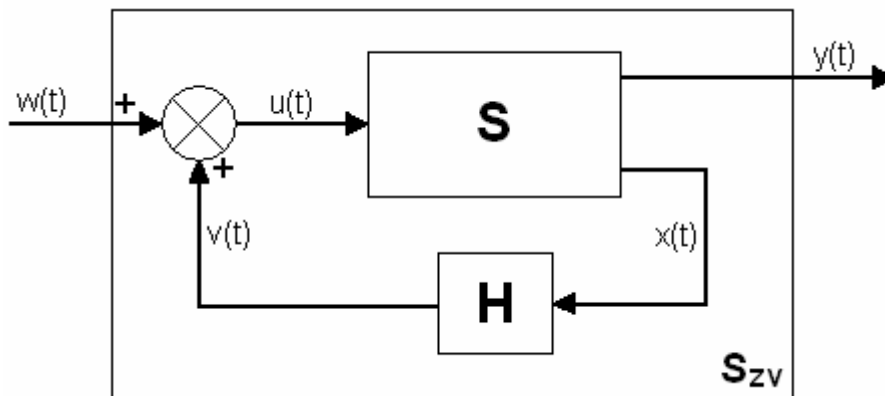 w(t)
+
u(t)
S
y(t)
+
v(t)
x(t)
H
Szv